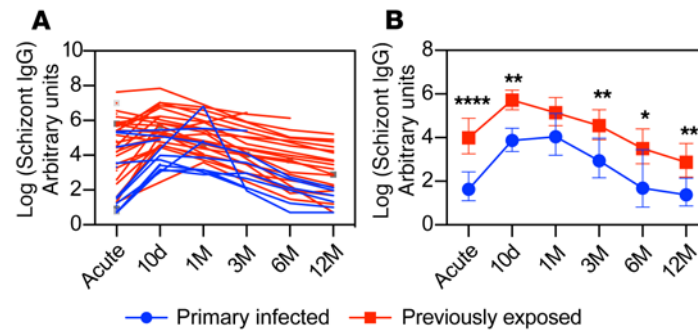 A
B
Log (Schizont IgG)
Arbitrary units
10
8
6
4
2
0
Acute
10d
1M
3M
6M
12M
Log (Schizont IgG)
Arbitrary units
8
6
4
2
0
****
**
**
*
**
Acute
10d
1M
3M
6M
12M
Primary infected
Previously exposed